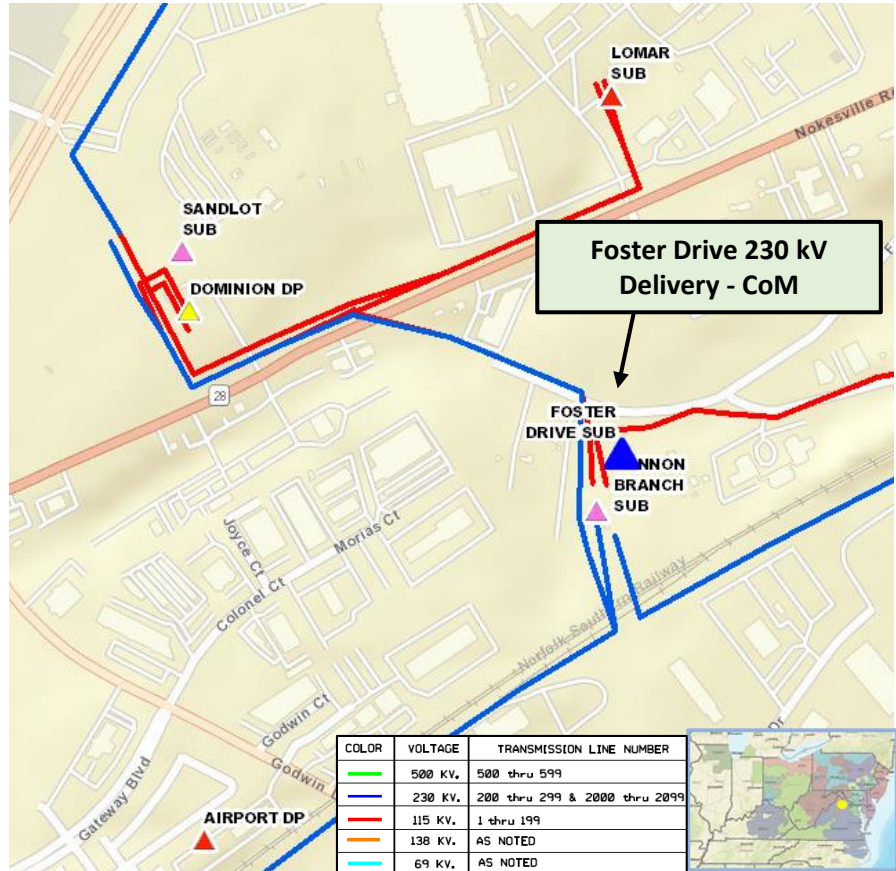 LOMAR
SUB
Nokesville Re
SANDLOT
SUB
DOMINION DP
Foster Drive 230 kV
Delivery - CoM
28
FOSTER
DRIVE SUB
NNON
BRANCH
SUB
Joyce Ct
Morias Ct
Colonel Ct
Norfolk Southern Railway
Godwin Ct
Godwin
Dr
Gateway Blvd
AIRPORT DP
COLOR VOLTAGE TRANSMISSION LINE NUMBER
500 KV. 500 thru 599
230 KV. 200 thru 299 & 2000 thru 2099
115 KV. 1 thru 199
138 KV. AS NOTED
69 KV. AS NOTED